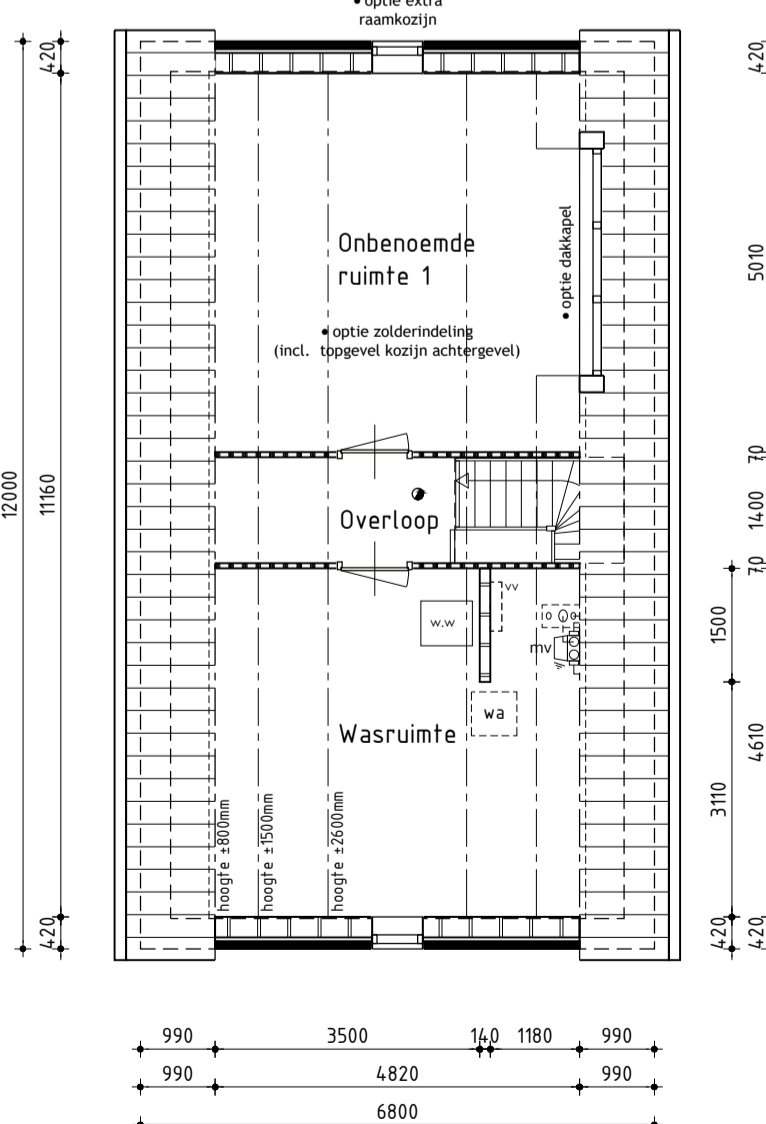 • optie extra
raamkozijn
420
420
Onbenoemde
ruimte 1
• optie dakkapel
5010
• optie zolderindeling
(incl. topgevel kozijn achtergevel)
12000
11160
70
Overloop
1400
70
vv
w.w
mv
1500
wa
Wasruimte
4610
3110
hoogte ±800mm
hoogte ±1500mm
hoogte ±2600mm
420
420
420
990 3500 140 1180 990
990 4820 990
6800